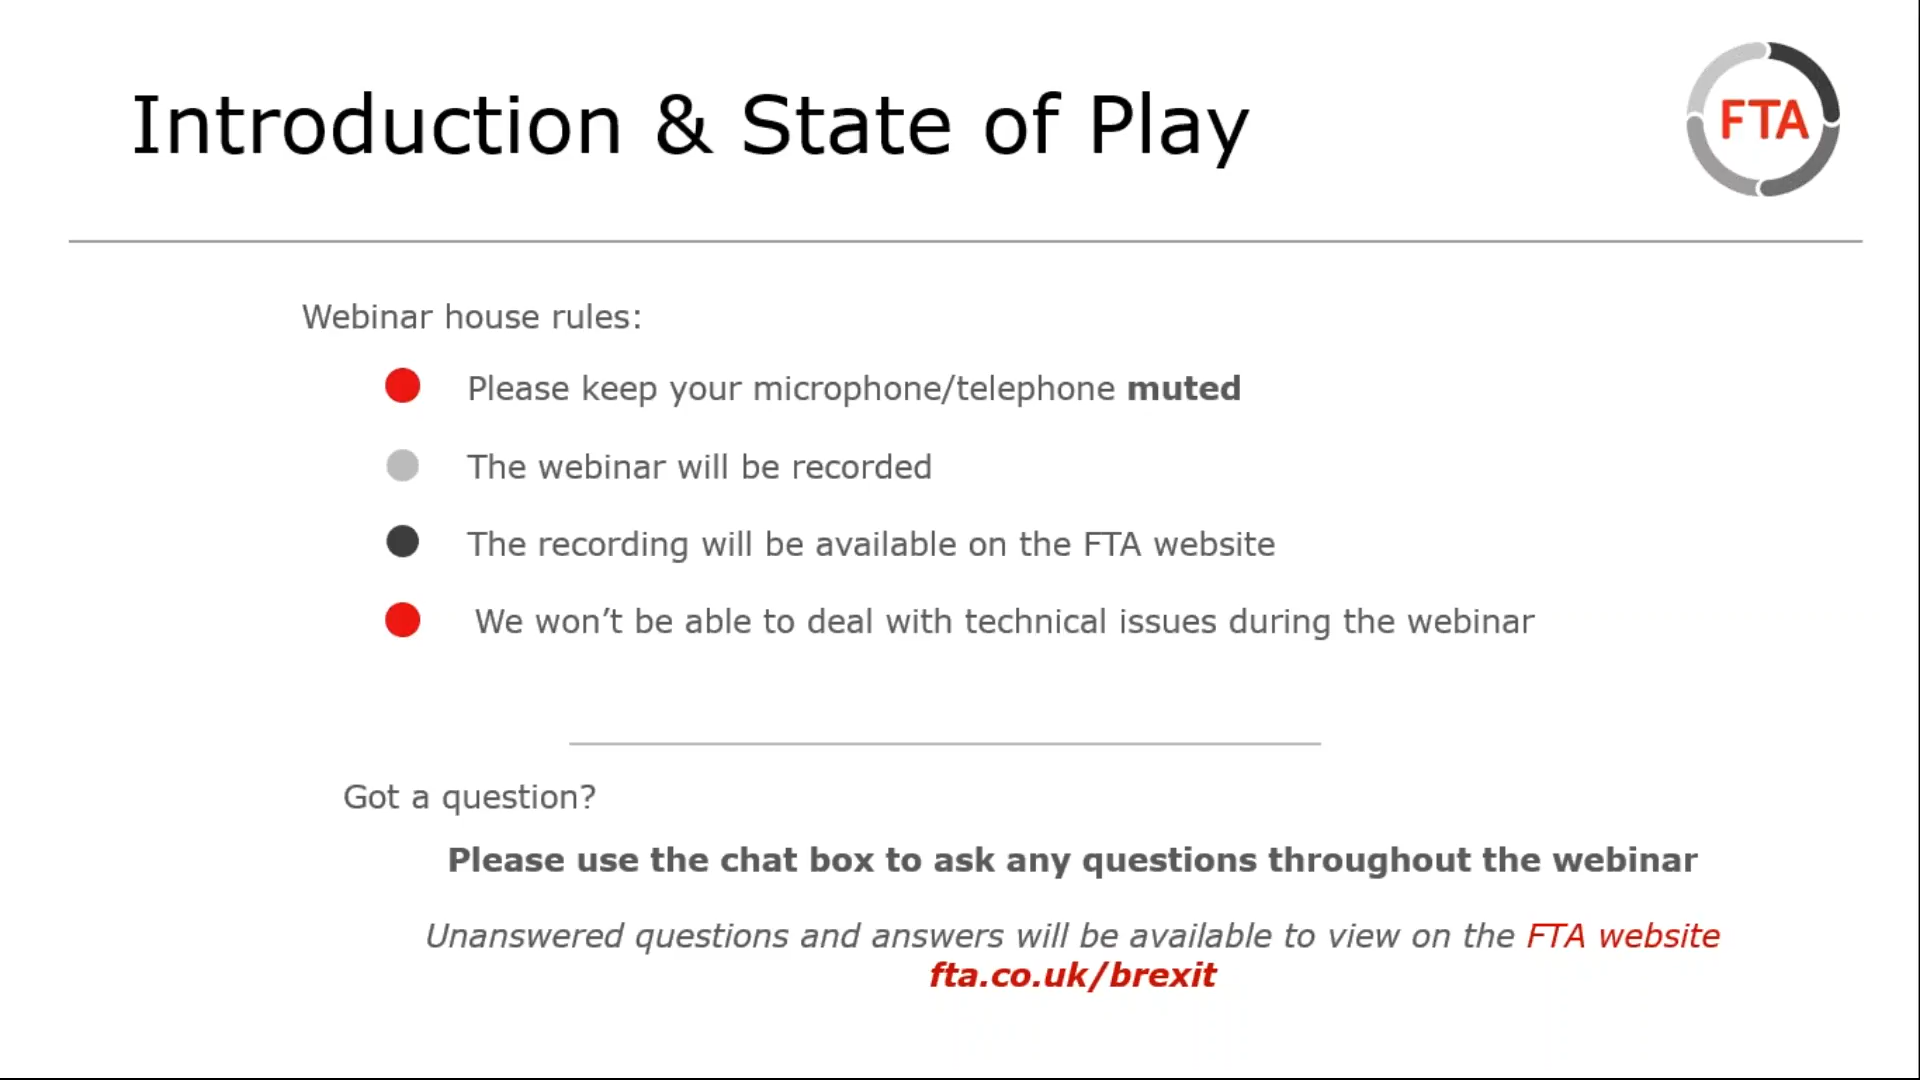 Introduction & State of Play
FTA
Webinar house rules:
Please keep your microphone/telephone muted
The webinar will be recorded
The recording will be available on the FTA website
We won’t be able to deal with technical issues during the webinar
Got a question?
Please use the chat box to ask any questions throughout the webinar
Unanswered questions and answers will be available to view on the FTA website
fta.co.uk/brexit